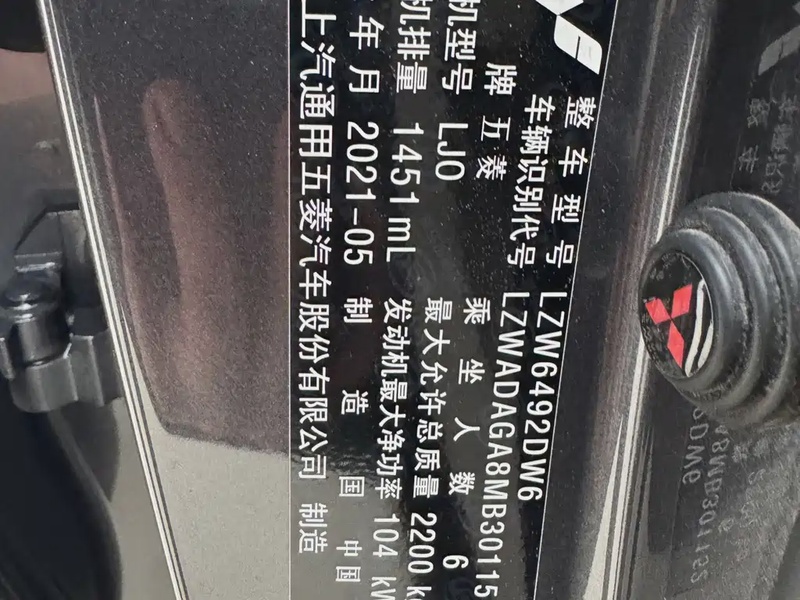 整车型号 LZW6492DW6
车辆识别代号 LZWADAGA8MB30115
牌 五菱 乘坐人数 6
机型号 LJO 最大允许总质量 2200 k
机排量 1451mL 发动机最大净功率 104 kW
年月 2021-05 制造国 中国
上汽通用五菱汽车股份有限公司 制造